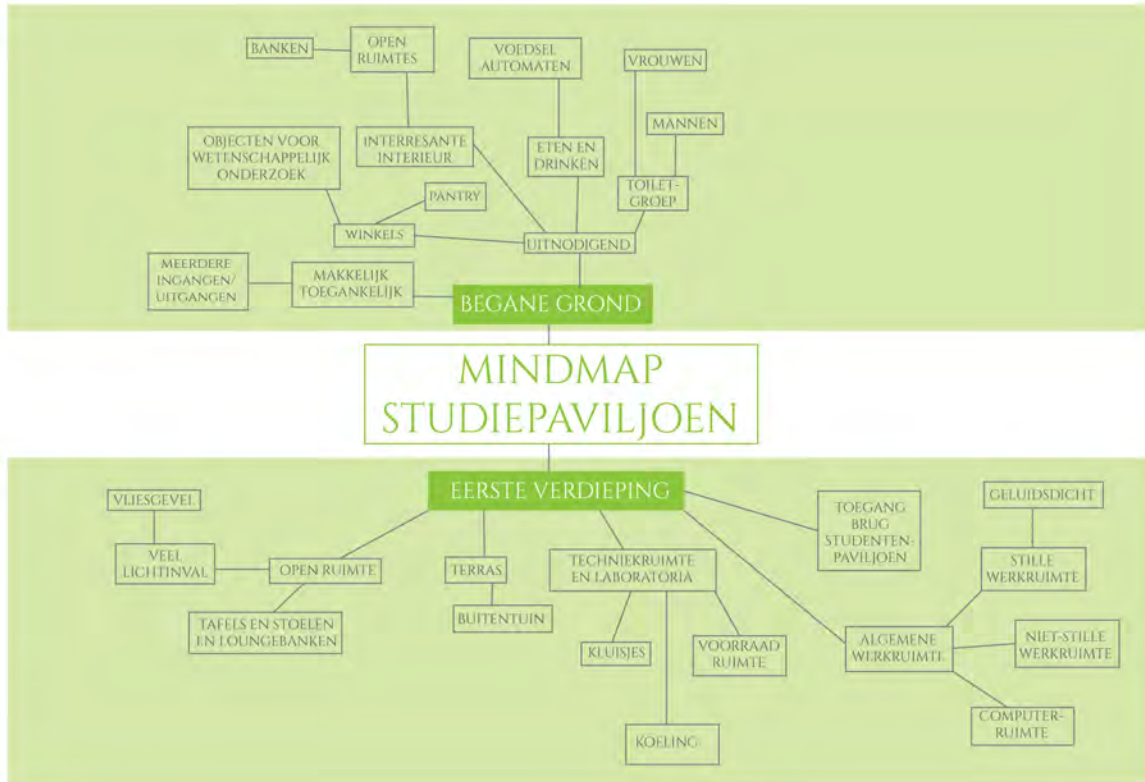 BANKEN
OPEN
RUIMTES
VOEDSEL
AUTOMATEN
VROUWEN
MANNEN
OBJECTEN VOOR
WETENSCHAPPELIJK
ONDERZOEK
INTERRESANTE
INTERIEUR
ETEN EN
DRINKEN
TOILET-
GROEP
PANTRY
WINKELS
UITNODIGEND
MEERDERE
INGANGEN/
UITGANGEN
MAKKELIJK
TOEGANKELIJK
BEGANE GROND
MINDMAP
STUDIEPAVILJOEN
EERSTE VERDIEPING
VLIESGEVEL
VEEL
LICHTINVAL
OPEN RUIMTE
TAFELS EN STOELEN
EN LOUNGEBANKEN
TERRAS
BUITENTUIN
TECHNIEKRUIMTE
EN LABORATORIA
KLUISJES
KOELING
VOORRAAD
RUIMTE
TOEGANG
BRUG
STUDENTEN-
PAVILJOEN
GELUIDSDICHT
STILLE
WERKRUIMTE
ALGEMENE
WERKRUIMTE
NIET-STILLE
WERKRUIMTE
COMPUTER-
RUIMTE